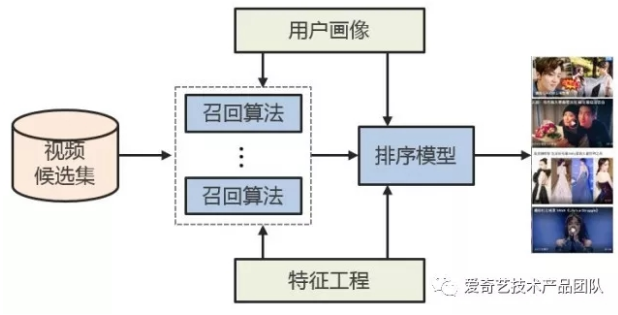 用户画像
召回算法
视频
候选集
排序模型
召回算法
特征工程
爱奇艺技术产品团队